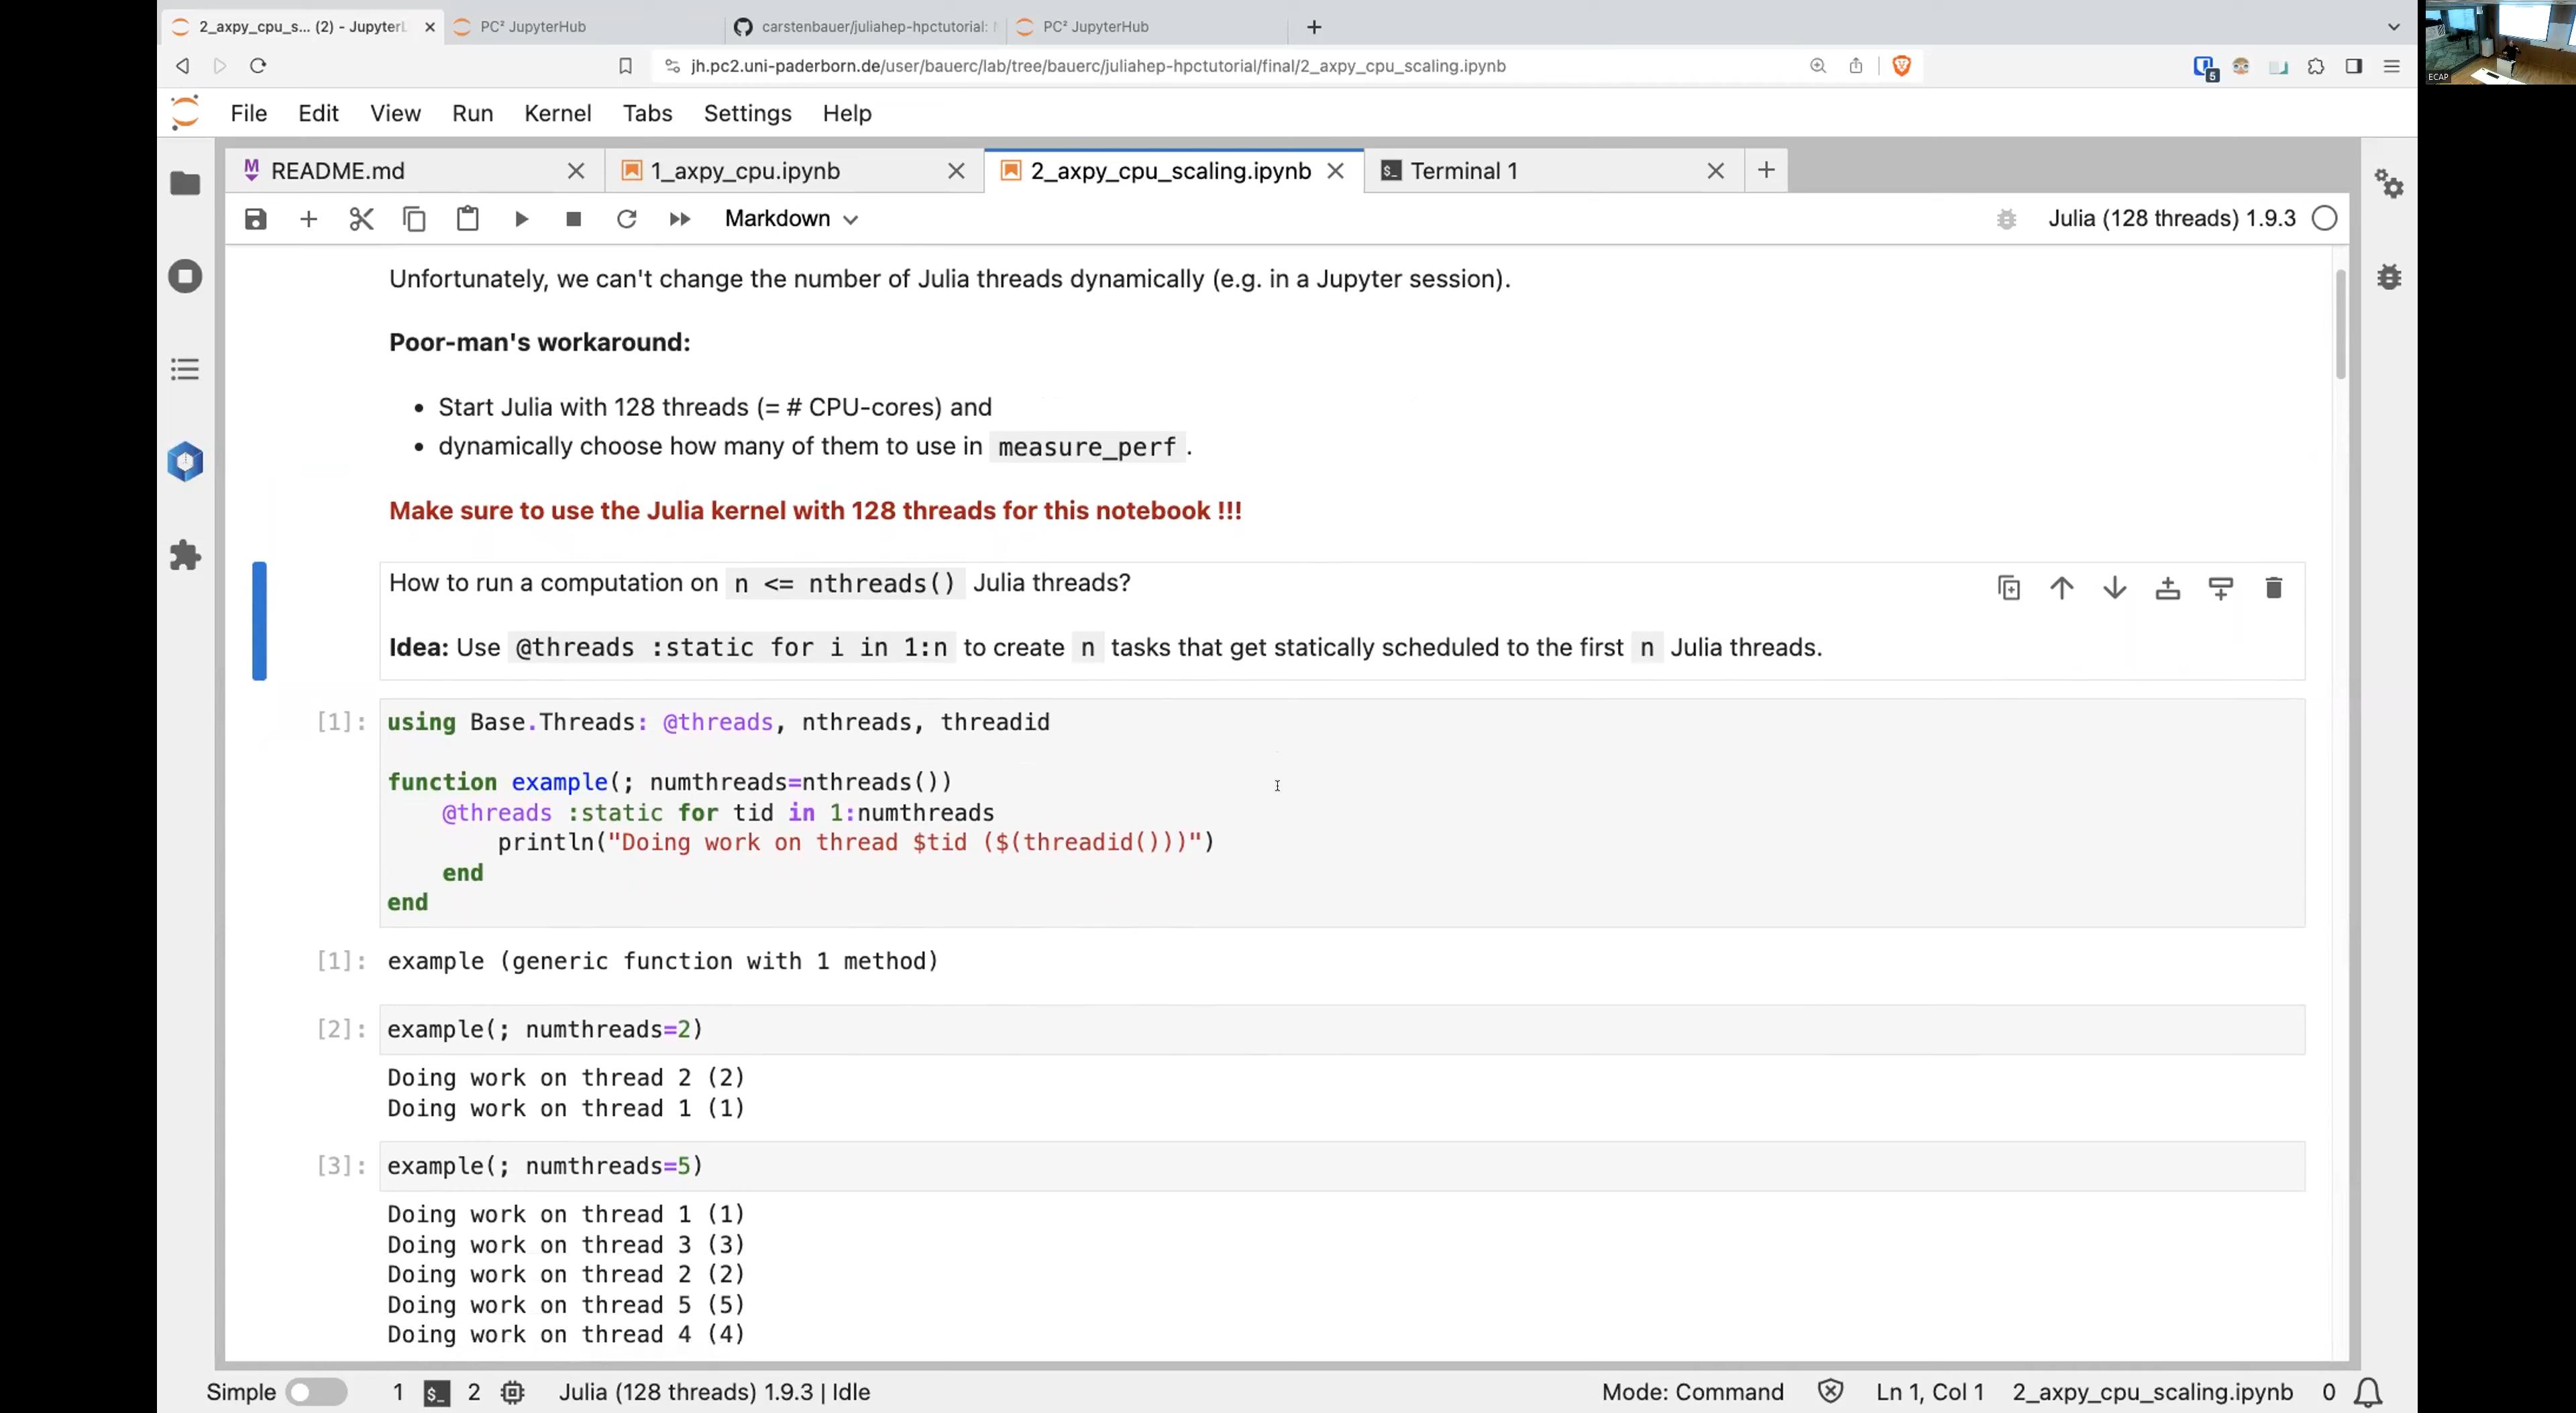 2_axpy_cpu_s... (2) - JupyterL
PC² JupyterHub
carstenbauer/juliahep-hpctutorial:
PC² JupyterHub
jh.pc2.uni-paderborn.de/user/bauerc/lab/tree/bauerc/juliahep-hpctutorial/final/2_axpy_cpu_scaling.ipynb
5
ECAP
File Edit View Run Kernel Tabs Settings Help
README.md
1_axpy_cpu.ipynb
2_axpy_cpu_scaling.ipynb
Terminal 1
Markdown
Julia (128 threads) 1.9.3
Unfortunately, we can't change the number of Julia threads dynamically (e.g. in a Jupyter session).
Poor-man's workaround:
• Start Julia with 128 threads (= # CPU-cores) and
• dynamically choose how many of them to use in measure_perf .
Make sure to use the Julia kernel with 128 threads for this notebook !!!
How to run a computation on n <= nthreads() Julia threads?
Idea: Use @threads :static for i in 1:n to create n tasks that get statically scheduled to the first n Julia threads.
[1]: using Base.Threads: @threads, nthreads, threadid
function example(; numthreads=nthreads())
@threads :static for tid in 1:numthreads
println("Doing work on thread $tid ($(threadid()))")
end
end
[1]: example (generic function with 1 method)
[2]: example(; numthreads=2)
Doing work on thread 2 (2)
Doing work on thread 1 (1)
[3]: example(; numthreads=5)
Doing work on thread 1 (1)
Doing work on thread 3 (3)
Doing work on thread 2 (2)
Doing work on thread 5 (5)
Doing work on thread 4 (4)
Simple 1 $_ 2 Julia (128 threads) 1.9.3 | Idle
Mode: Command Ln 1, Col 1 2_axpy_cpu_scaling.ipynb 0